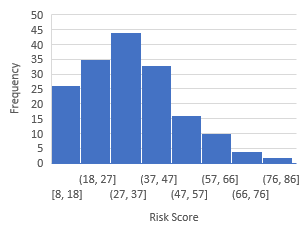 50
45
40
35
30
25
20
15
10
5
0
Frequency
(18, 27] (37, 47] (57, 66] (76, 86]
[8, 18] (27, 37] (47, 57] (66, 76]
Risk Score